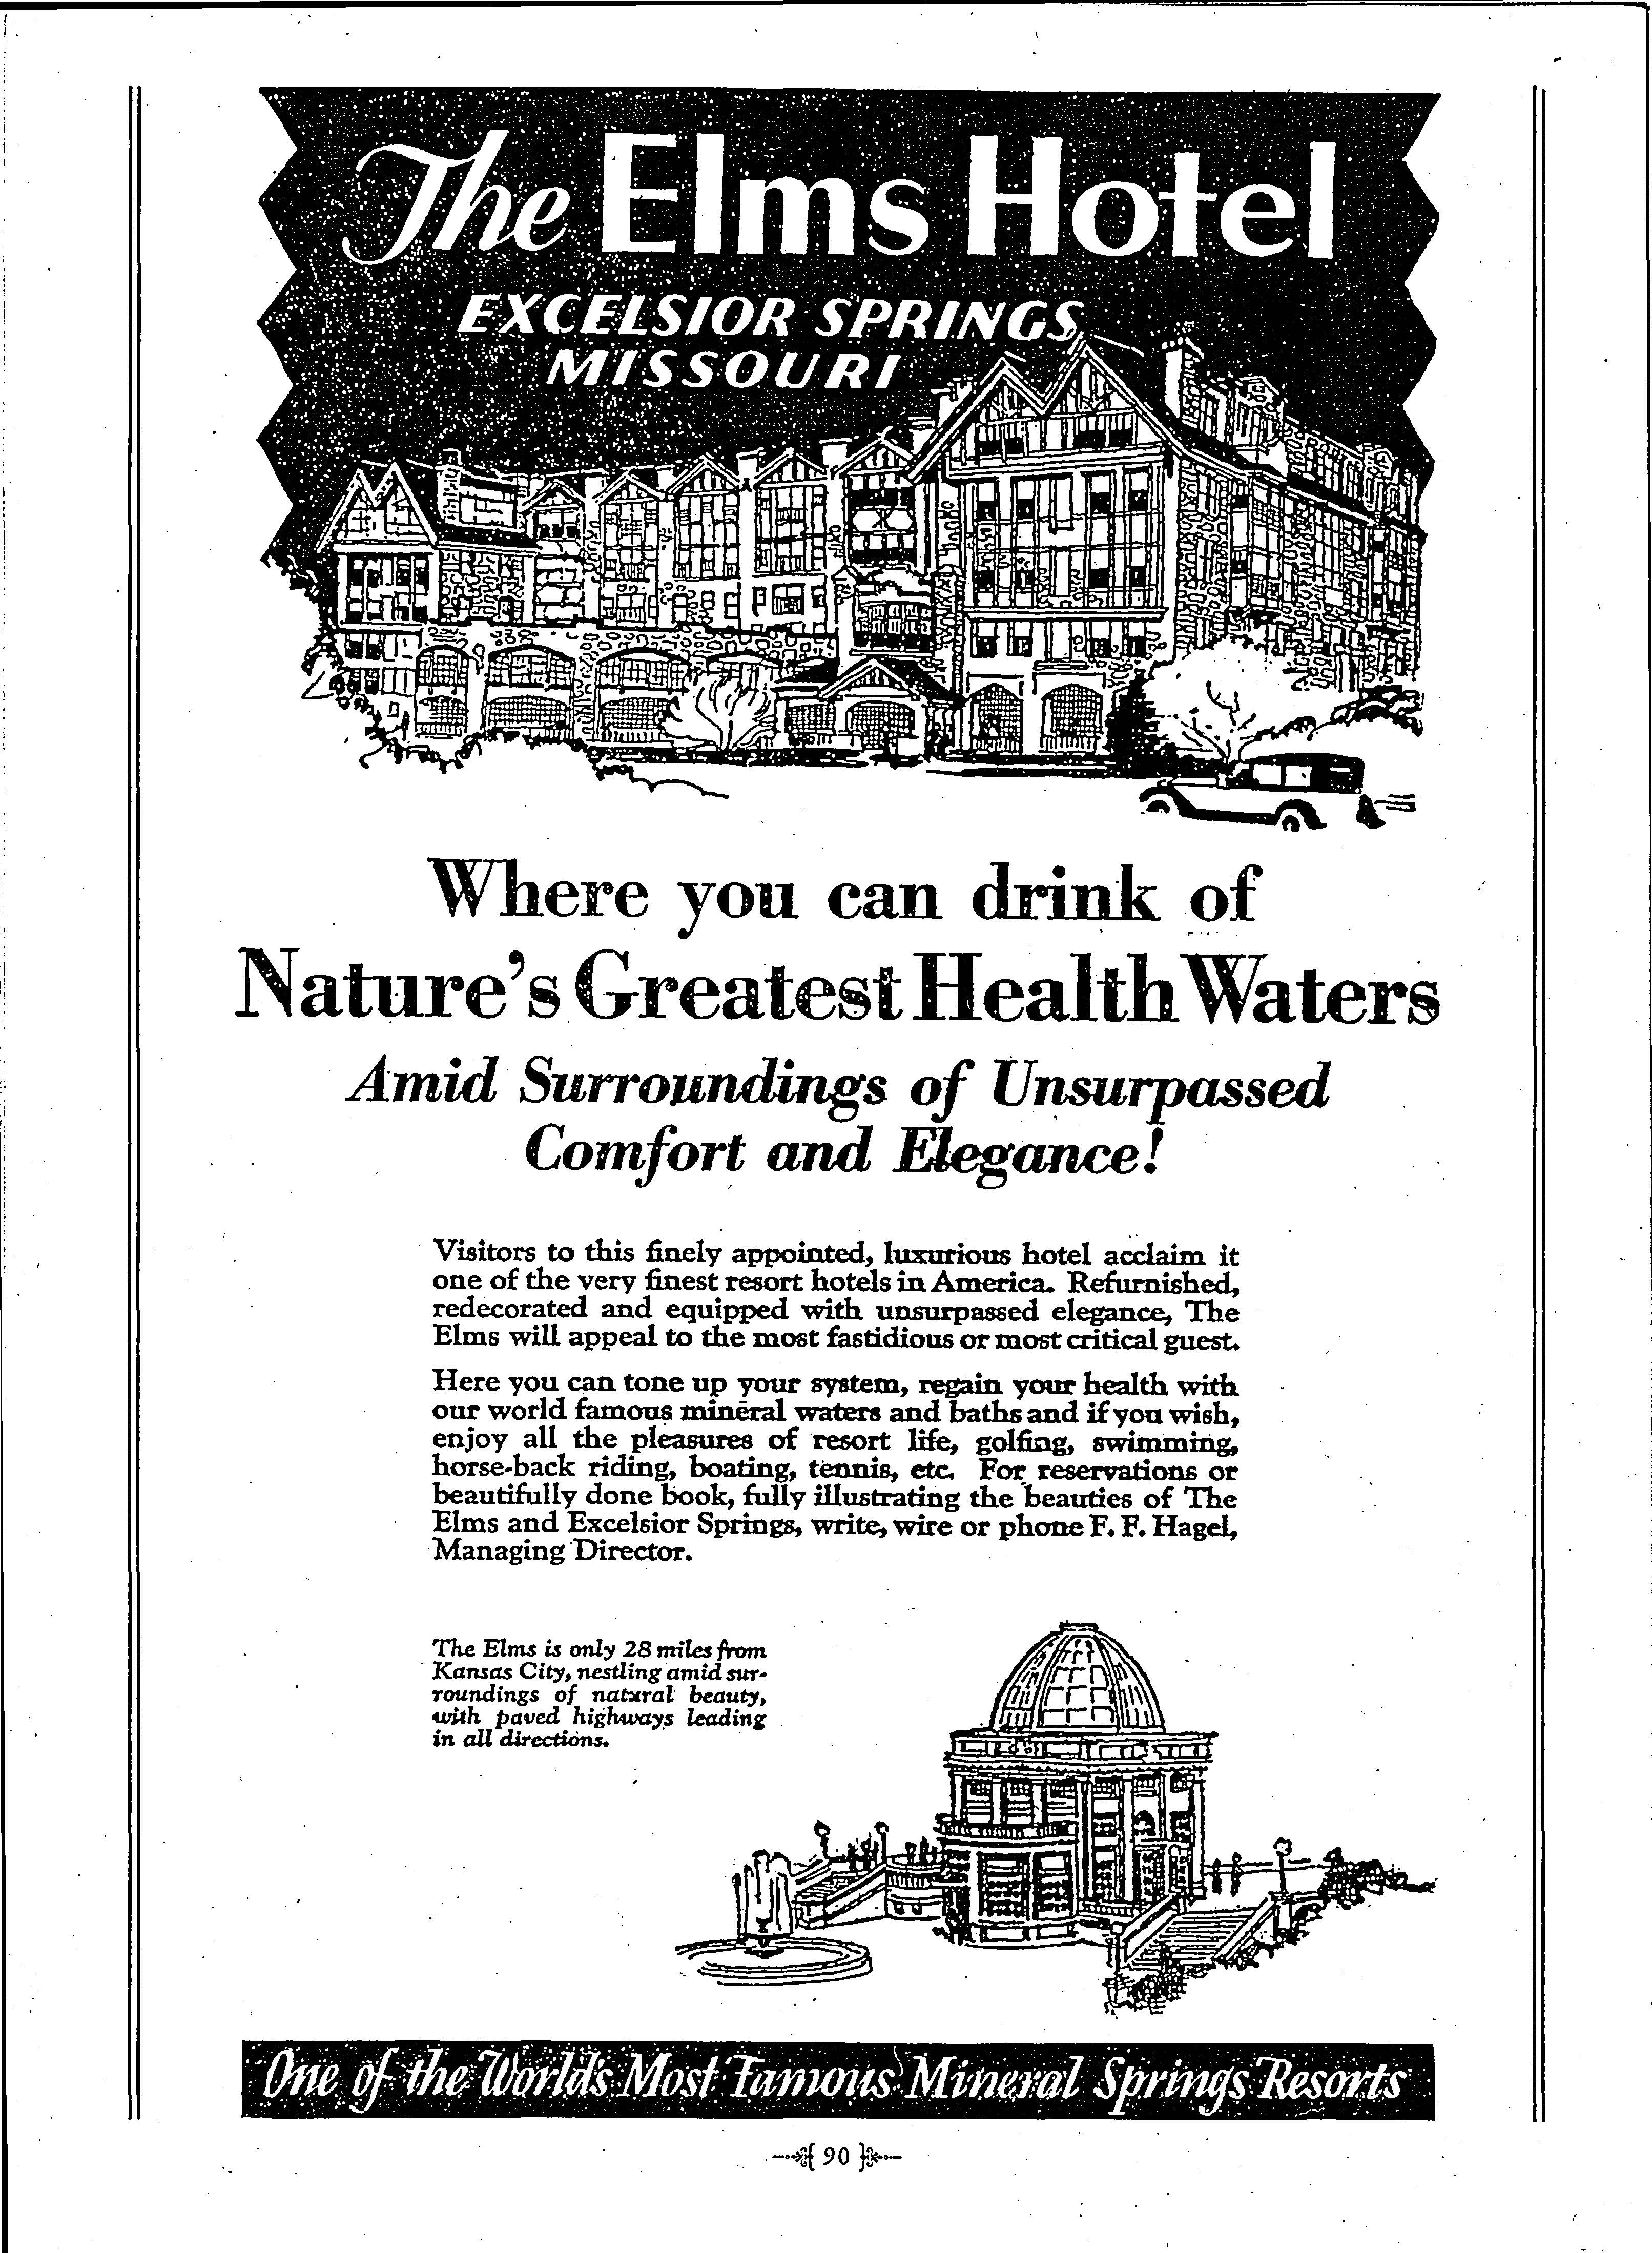 The Elms Hotel
EXCELSIOR SPRINGS
MISSOURI
Where you can drink of
Nature's Greatest Health Waters
Amid Surroundings of Unsurpassed
Comfort and Elegance!
Visitors to this finely appointed, luxurious hotel acclaim it
one of the very finest resort hotels in America. Refurnished,
redecorated and equipped with unsurpassed elegance, The
Elms will appeal to the most fastidious or most critical guest.
Here you can tone up your system, regain your health with
our world famous mineral waters and baths and if you wish,
enjoy all the pleasures of resort life, golfing, swimming,
horse-back riding, boating, tennis, etc. For reservations or
beautifully done book, fully illustrating the beauties of The
Elms and Excelsior Springs, write, wire or phone F. F. Hagel,
Managing Director.
The Elms is only 28 miles from
Kansas City, nestling amid sur-
roundings of natural beauty,
with paved highways leading
in all directions.
One of the World's Most Famous Mineral Springs Resorts
90